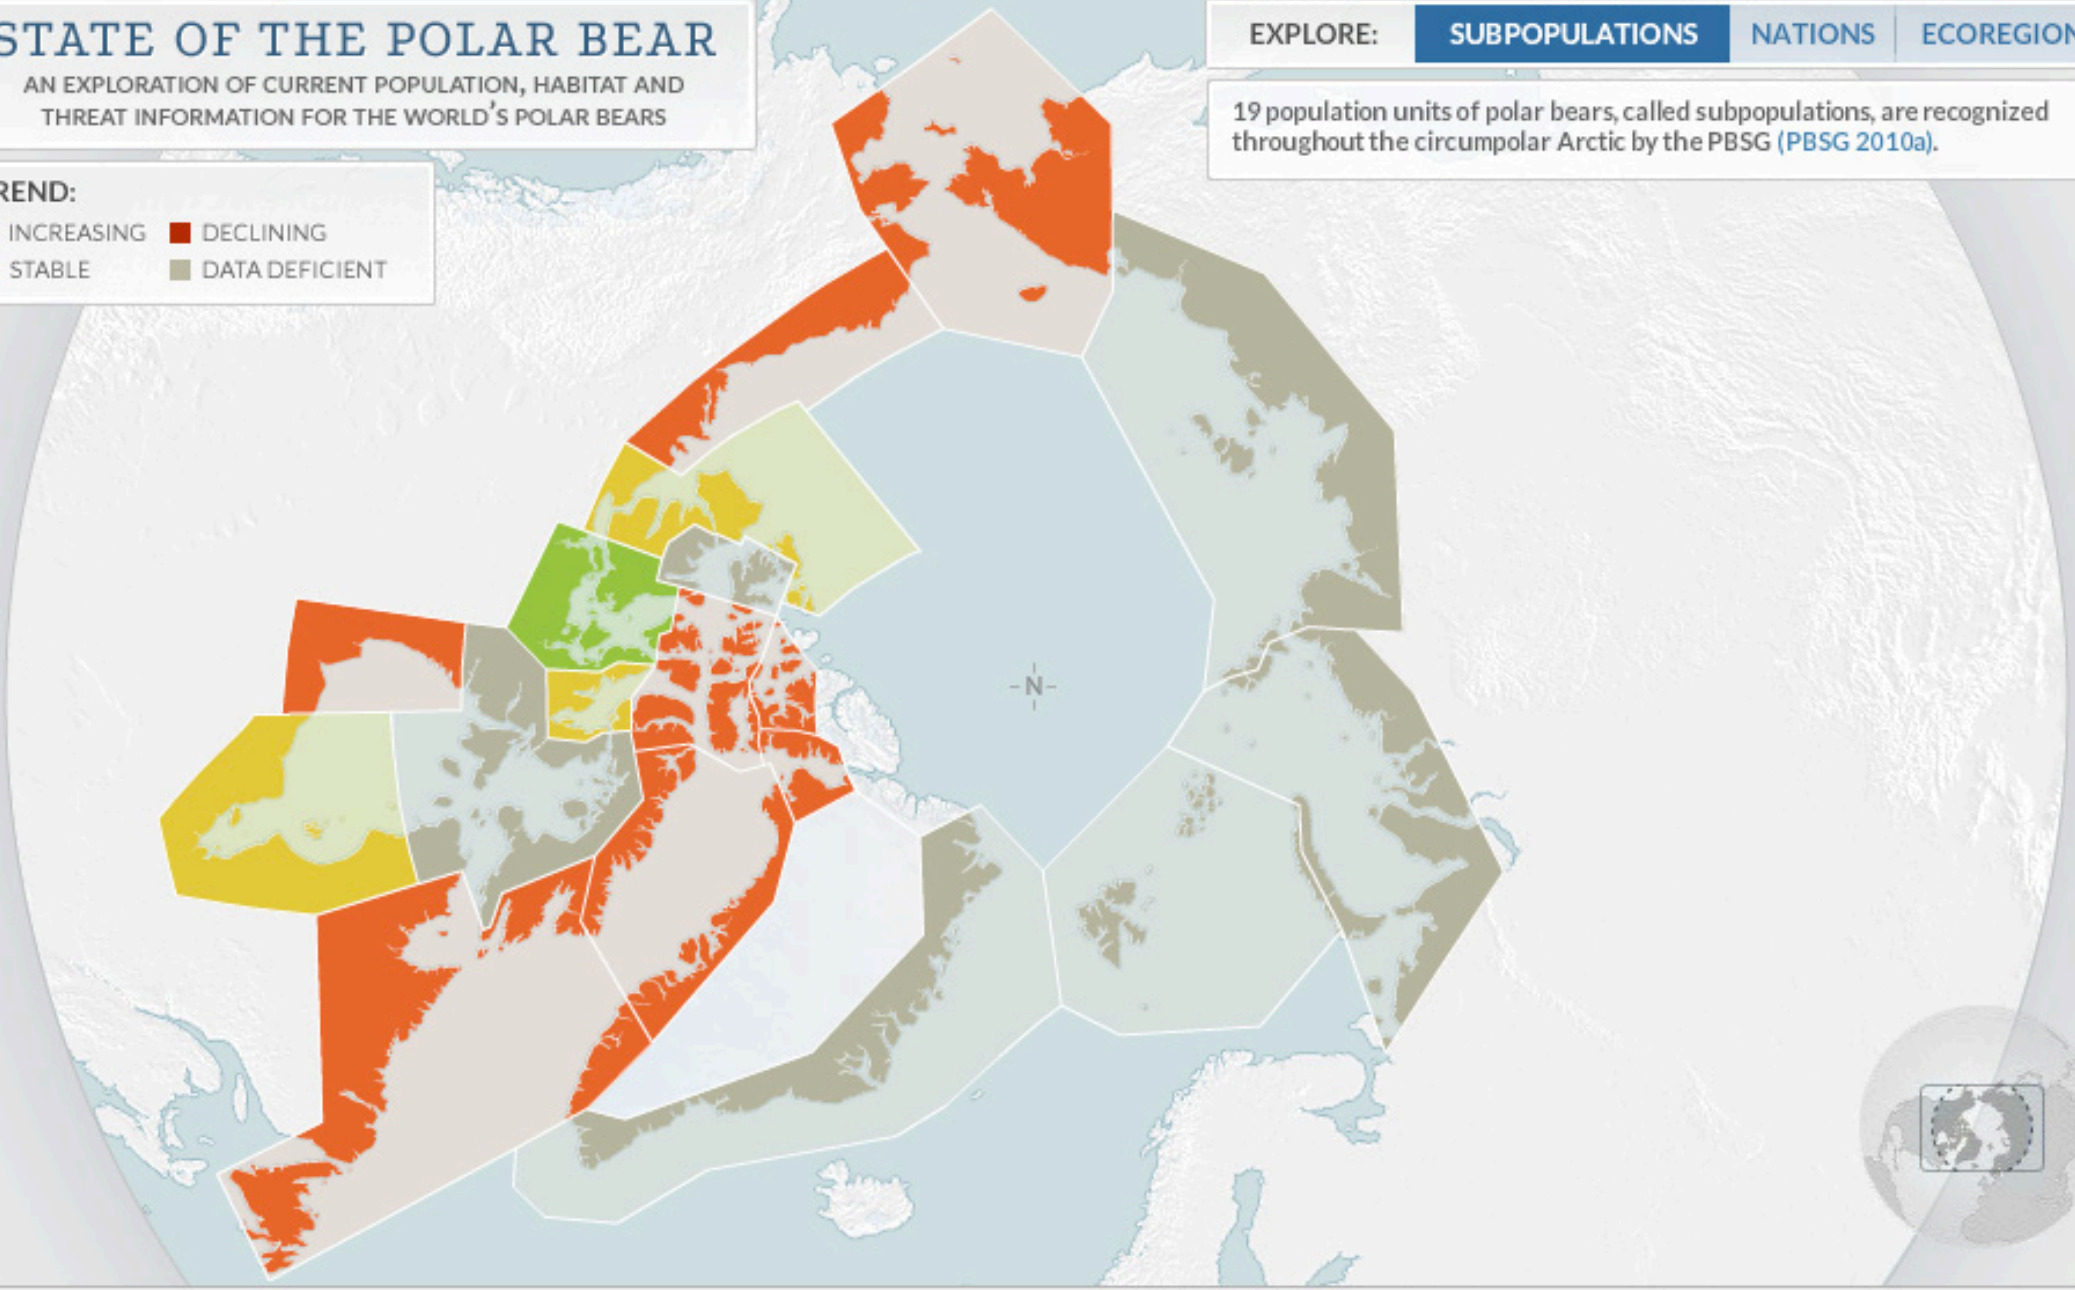 STATE OF THE POLAR BEAR
AN EXPLORATION OF CURRENT POPULATION, HABITAT AND
THREAT INFORMATION FOR THE WORLD'S POLAR BEARS
REND:
INCREASING DECLINING
STABLE DATA DEFICIENT
EXPLORE: SUBPOPULATIONS NATIONS ECOREGION
19 population units of polar bears, called subpopulations, are recognized
throughout the circumpolar Arctic by the PBSG (PBSG 2010a).
N